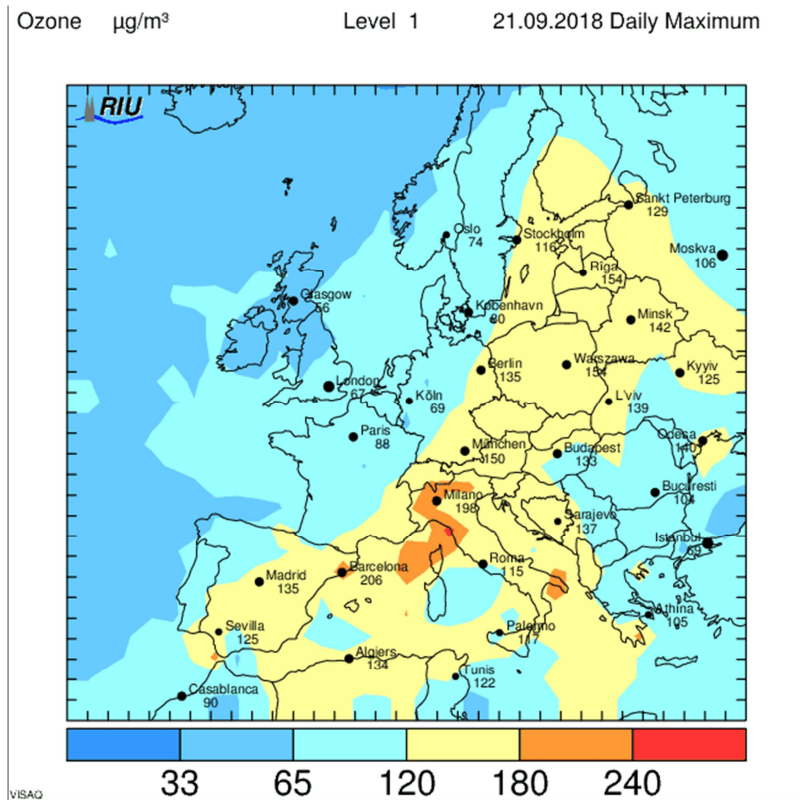 Ozone µg/m³ Level 1 21.09.2018 Daily Maximum
RIU
Sankt Peterburg
129
Oslo
74
Stockholm
116
Moskva
106
Riga
154
Glasgow
56
København
80
Minsk
142
Berlin
135
Warszawa
154
Kyyiv
125
London
67
Köln
69
L'viv
139
Paris
88
Odesa
140
München
150
Budapest
133
Milano
198
Bucuresti
104
Sarajevo
137
Istanbul
69
Barcelona
206
Roma
115
Madrid
135
Athina
105
Sevilla
125
Palermo
117
Algiers
134
Tunis
122
Casablanca
90
33 65 120 180 240
VISAQ